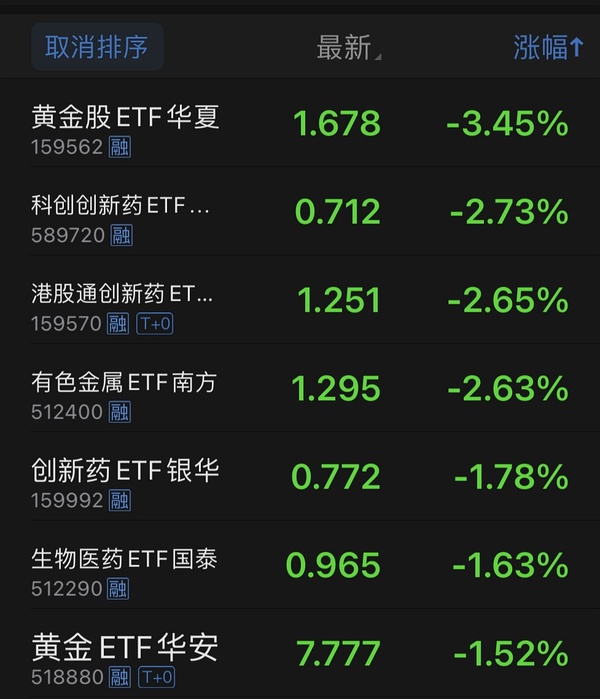 取消排序 最新 涨幅↑
黄金股ETF华夏 1.678 -3.45%
159562 融
科创创新药ETF... 0.712 -2.73%
589720 融
港股通创新药ET... 1.251 -2.65%
159570 融 T+0
有色金属ETF南方 1.295 -2.63%
512400 融
创新药ETF银华 0.772 -1.78%
159992 融
生物医药ETF国泰 0.965 -1.63%
512290 融
黄金ETF华安 7.777 -1.52%
518880 融 T+0